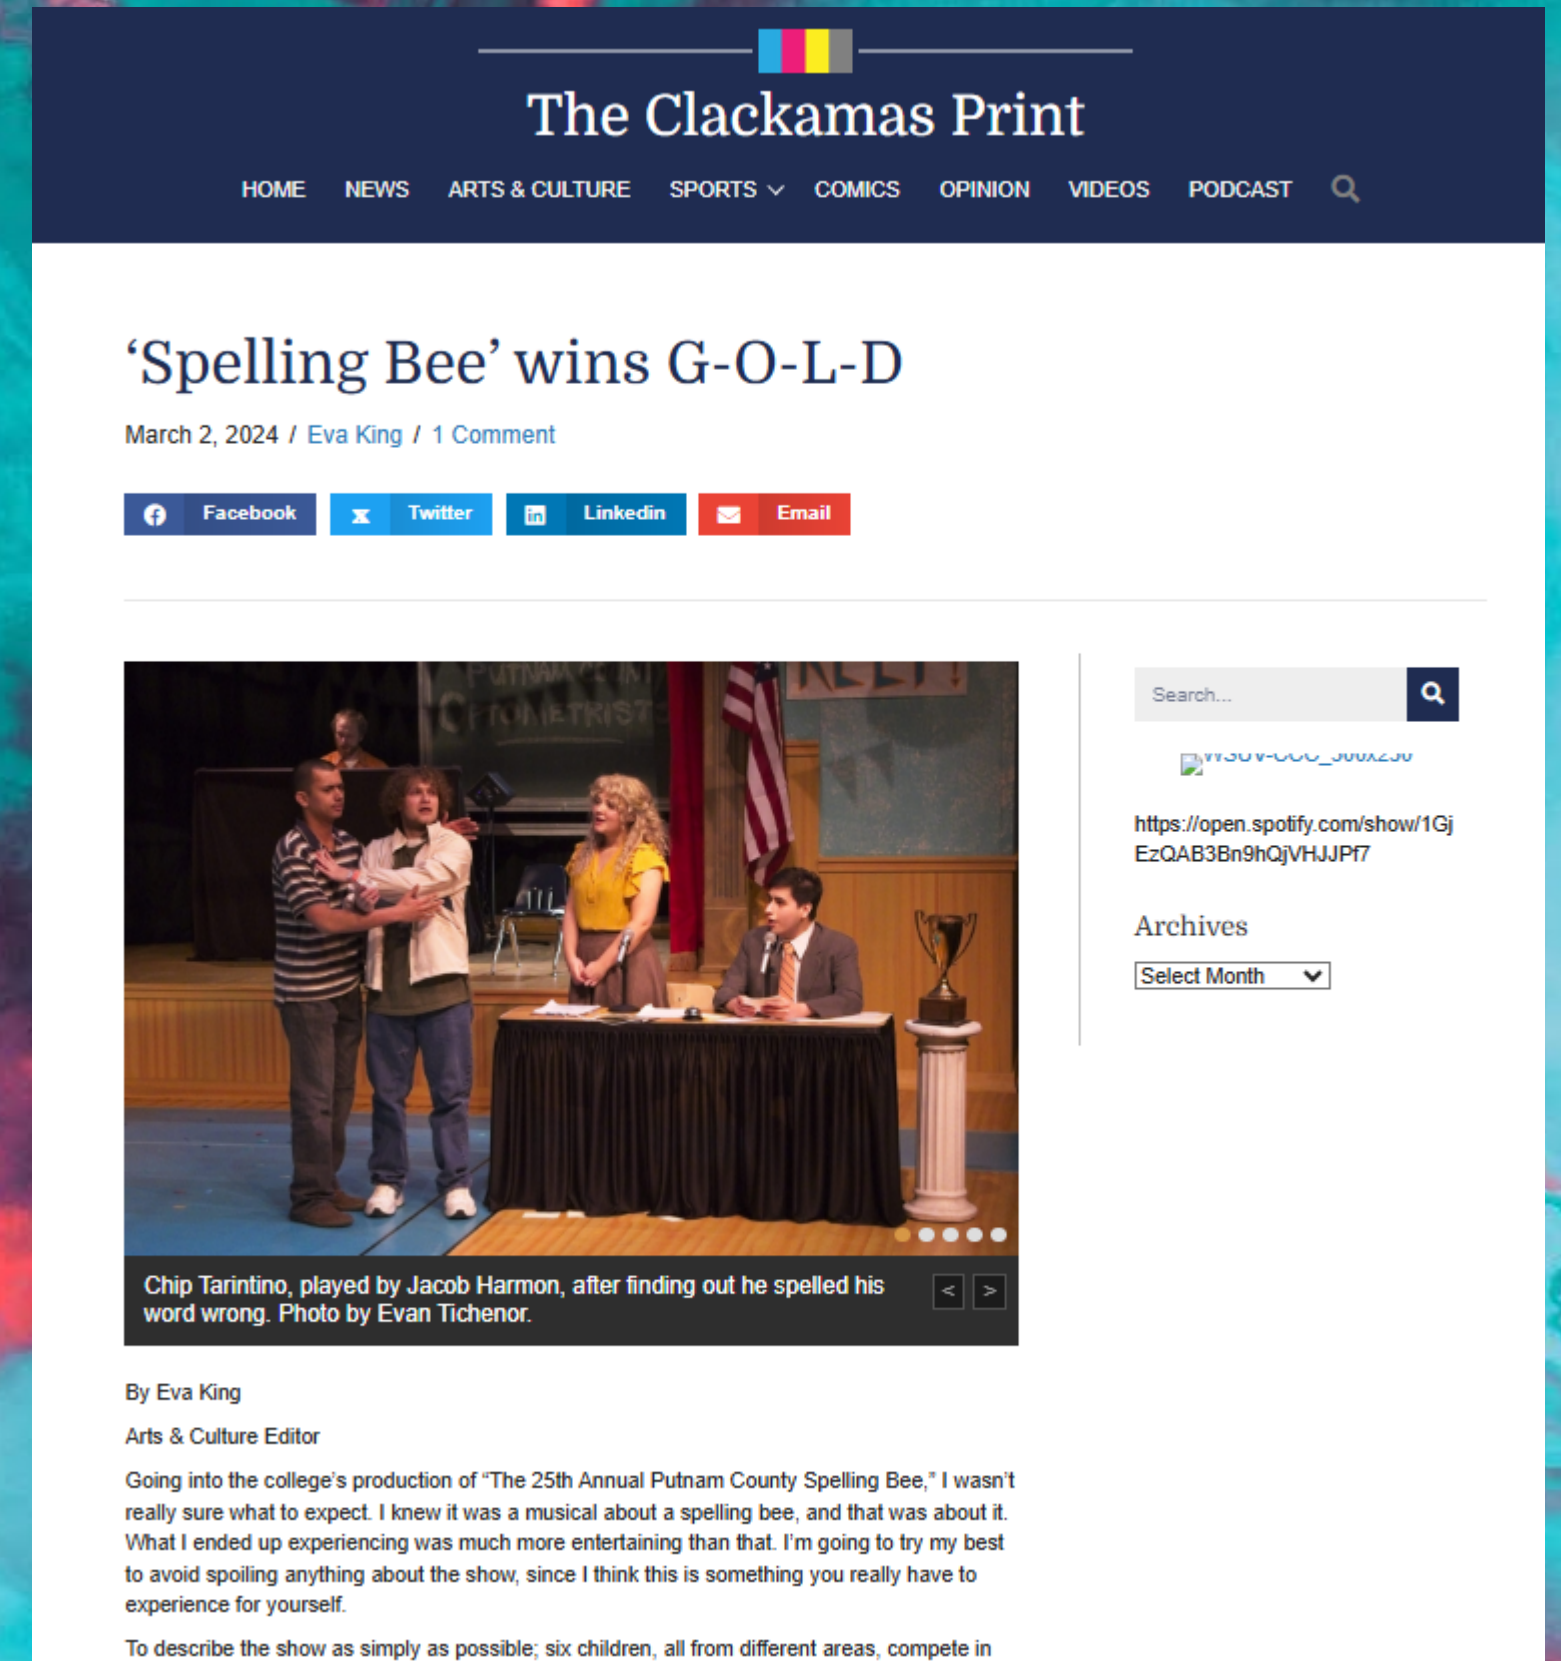 The Clackamas Print
HOME NEWS ARTS & CULTURE SPORTS COMICS OPINION VIDEOS PODCAST
‘Spelling Bee’ wins G-O-L-D
March 2, 2024 / Eva King / 1 Comment
Facebook Twitter Linkedin Email
PUTNAM
OPTOMETRISTS
Search...
https://open.spotify.com/show/1Gj
EzQAB3Bn9hQjVHJJPf7
Archives
Select Month
Chip Tarintino, played by Jacob Harmon, after finding out he spelled his
word wrong. Photo by Evan Tichenor.
< >
By Eva King
Arts & Culture Editor
Going into the college’s production of “The 25th Annual Putnam County Spelling Bee,” I wasn’t
really sure what to expect. I knew it was a musical about a spelling bee, and that was about it.
What I ended up experiencing was much more entertaining than that. I’m going to try my best
to avoid spoiling anything about the show, since I think this is something you really have to
experience for yourself.
To describe the show as simply as possible; six children, all from different areas, compete in